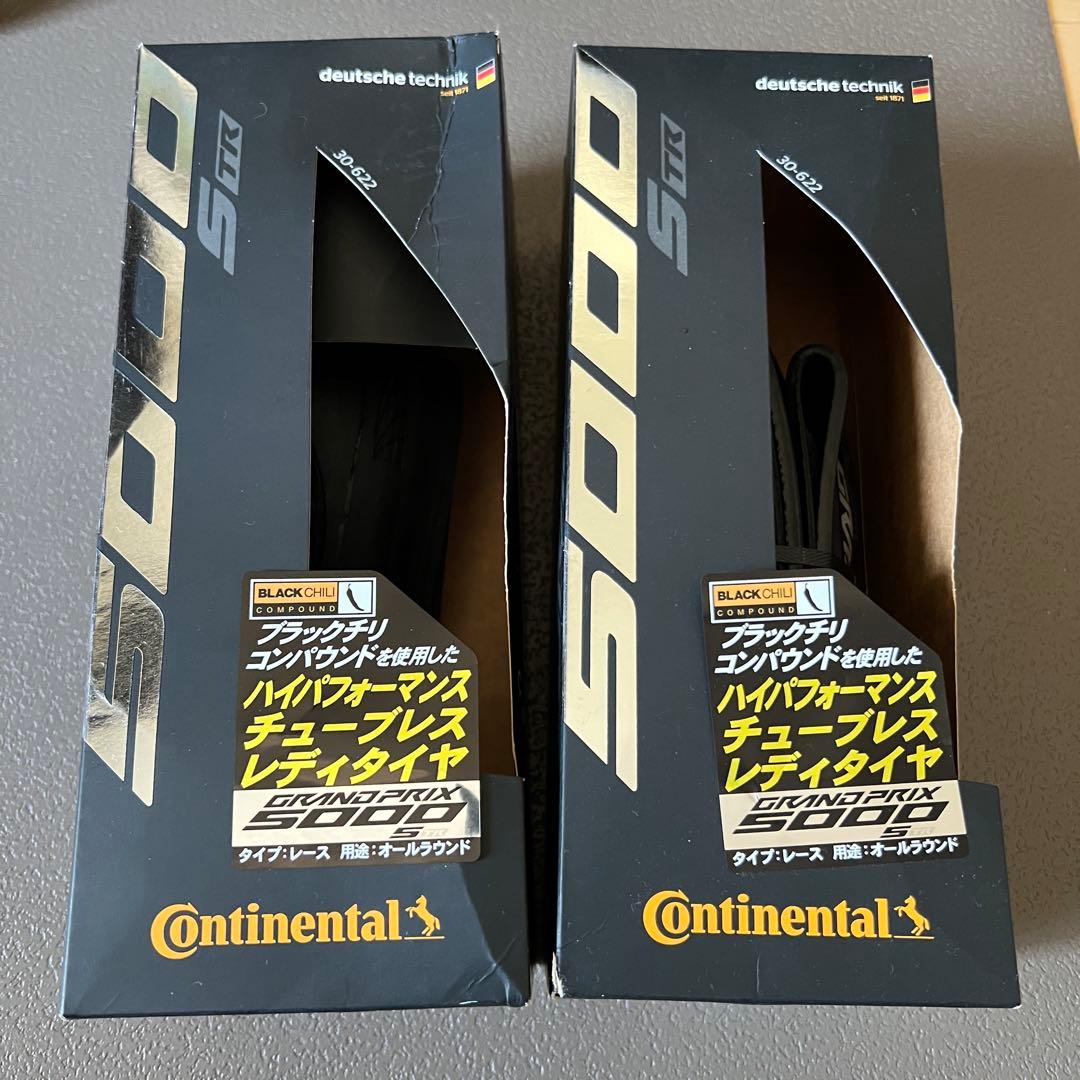 deutsche technik
seit 1871
30-622
5000
S TR
BLACK CHILI
COMPOUND
ブラックチリ
コンパウンドを使用した
ハイパフォーマンス
チューブレス
レディタイヤ
GRAND PRIX
5000
S TR
タイプ:レース 用途:オールラウンド
Continental
deutsche technik
seit 1871
30-622
5000
S TR
BLACK CHILI
COMPOUND
ブラックチリ
コンパウンドを使用した
ハイパフォーマンス
チューブレス
レディタイヤ
GRAND PRIX
5000
S TR
タイプ:レース 用途:オールラウンド
Continental